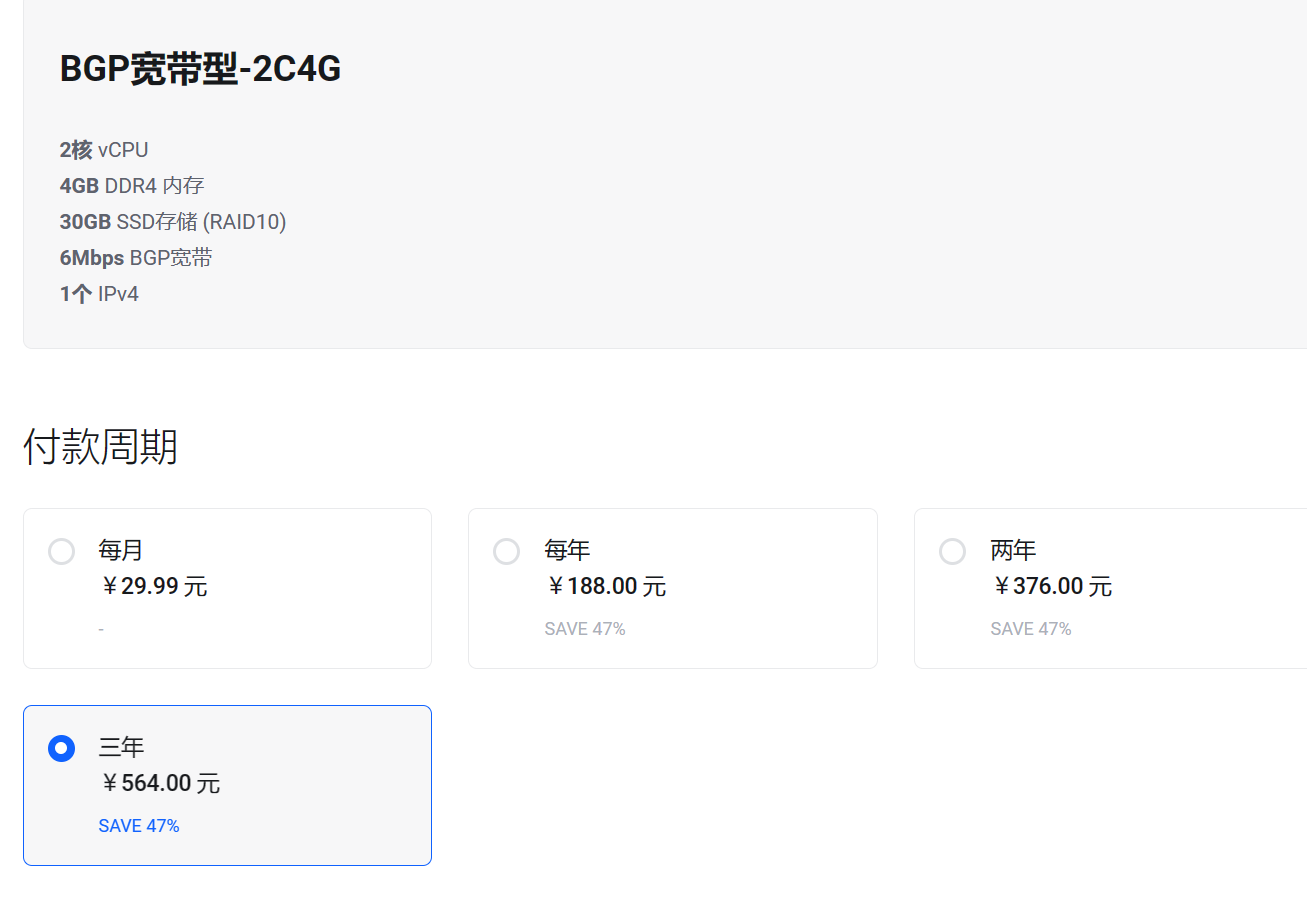 BGP宽带型-2C4G
2核 vCPU
4GB DDR4 内存
30GB SSD存储 (RAID10)
6Mbps BGP宽带
1个 IPv4
付款周期
每月
￥29.99 元
-
每年
￥188.00 元
SAVE 47%
两年
￥376.00 元
SAVE 47%
三年
￥564.00 元
SAVE 47%